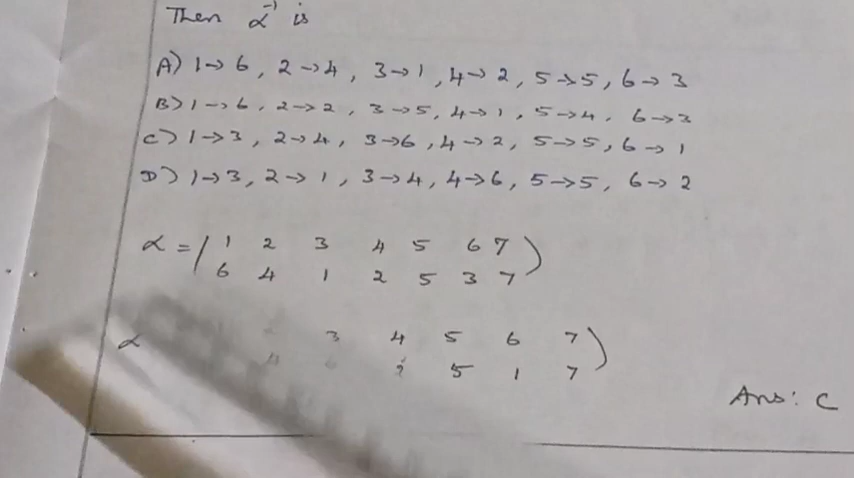 Then α⁻¹ is
A) 1→6, 2→4, 3→1, 4→2, 5→5, 6→3
B) 1→6, 2→2, 3→5, 4→1, 5→4, 6→3
C) 1→3, 2→4, 3→6, 4→2, 5→5, 6→1
D) 1→3, 2→1, 3→4, 4→6, 5→5, 6→2
α = ( 1 2 3 4 5 6 7 )
6 4 1 2 5 3 7
α 3 4 5 6 7 )
2 5 1 7
Ans: C